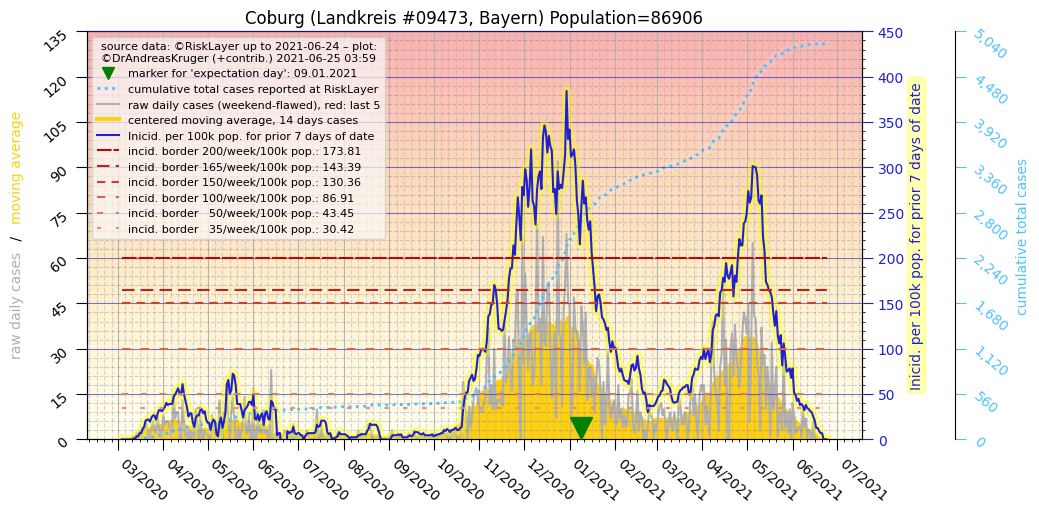 Coburg (Landkreis #09473, Bayern) Population=86906
source data: ©RiskLayer up to 2021-06-24 – plot:
©DrAndreasKruger (+contrib.) 2021-06-25 03:59
marker for 'expectation day': 09.01.2021
cumulative total cases reported at RiskLayer
raw daily cases (weekend-flawed), red: last 5
centered moving average, 14 days cases
Inicid. per 100k pop. for prior 7 days of date
incid. border 200/week/100k pop.: 173.81
incid. border 165/week/100k pop.: 143.39
incid. border 150/week/100k pop.: 130.36
incid. border 100/week/100k pop.: 86.91
incid. border   50/week/100k pop.: 43.45
incid. border   35/week/100k pop.: 30.42
raw daily cases  /  moving average
135
120
105
90
75
60
45
30
15
0
450
400
350
300
250
200
150
100
50
0
Inicid. per 100k pop. for prior 7 days of date
5,040
4,480
3,920
3,360
2,800
2,240
1,680
1,120
560
0
cumulative total cases
03/2020
04/2020
05/2020
06/2020
07/2020
08/2020
09/2020
10/2020
11/2020
12/2020
01/2021
02/2021
03/2021
04/2021
05/2021
06/2021
07/2021